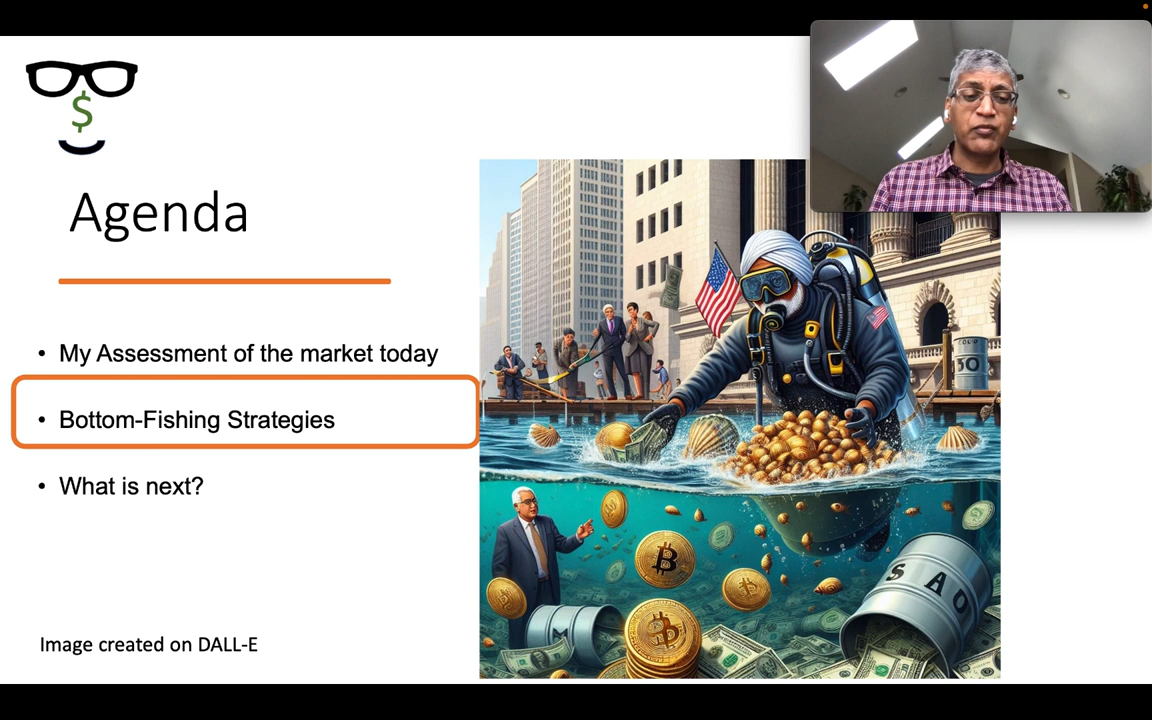 $
Agenda
• My Assessment of the market today
• Bottom-Fishing Strategies
• What is next?
Image created on DALL-E